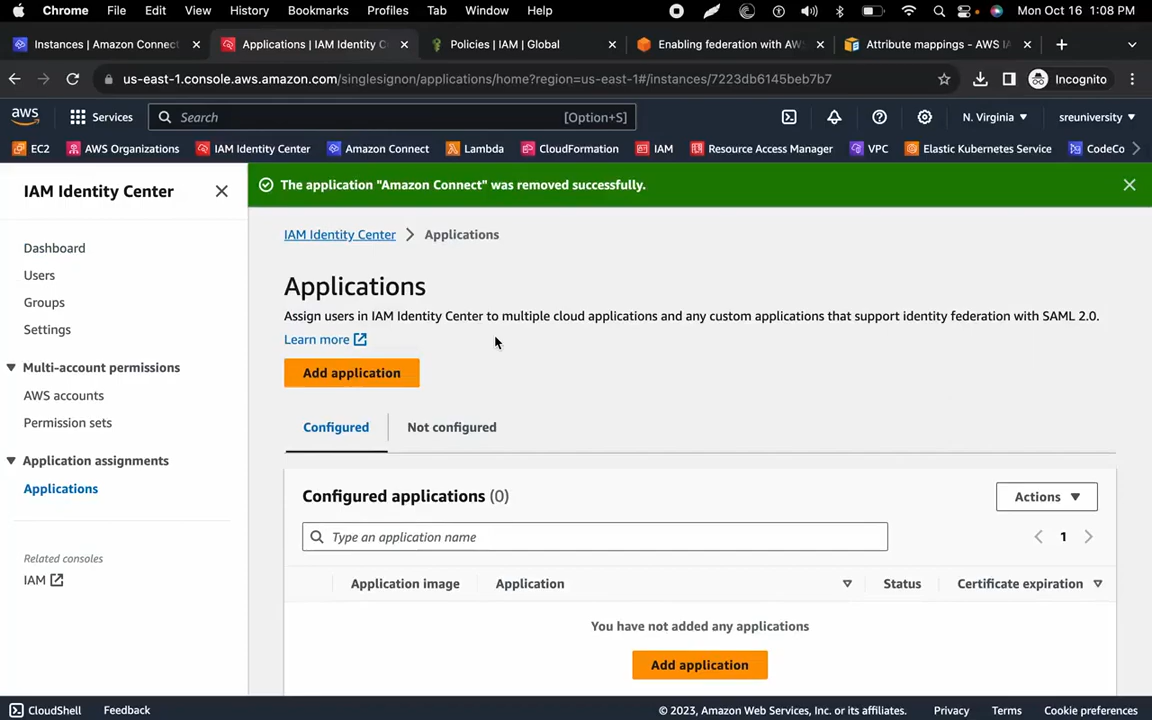 Chrome File Edit View History Bookmarks Profiles Tab Window Help Mon Oct 16 1:08 PM
Instances | Amazon Connect Applications | IAM Identity C Policies | IAM | Global Enabling federation with AW Attribute mappings - AWS IA
us-east-1.console.aws.amazon.com/singlesignon/applications/home?region=us-east-1#/instances/7223db6145beb7b7 Incognito
aws Services Search [Option+S] N. Virginia sreuniversity
EC2 AWS Organizations IAM Identity Center Amazon Connect Lambda CloudFormation IAM Resource Access Manager VPC Elastic Kubernetes Service CodeCo
IAM Identity Center
The application "Amazon Connect" was removed successfully.
Dashboard
Users
Groups
Settings
Multi-account permissions
AWS accounts
Permission sets
Application assignments
Applications
Related consoles
IAM
IAM Identity Center > Applications
Applications
Assign users in IAM Identity Center to multiple cloud applications and any custom applications that support identity federation with SAML 2.0.
Learn more
Add application
Configured Not configured
Configured applications (0) Actions
Type an application name 1
Application image Application Status Certificate expiration
You have not added any applications
Add application
CloudShell Feedback © 2023, Amazon Web Services, Inc. or its affiliates. Privacy Terms Cookie preferences